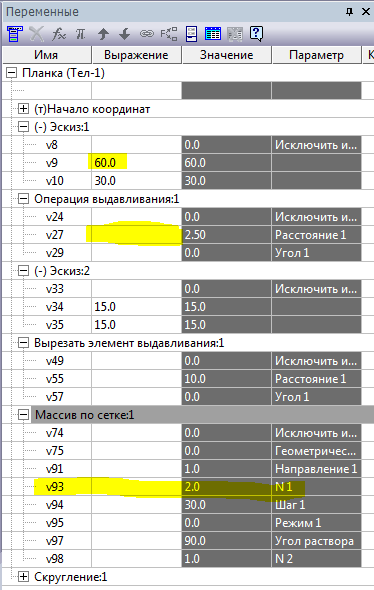 Переменные
Имя Выражение Значение Параметр К
Планка (Тел-1)
(т)Начало координат
(-) Эскиз:1
v8 0.0 Исключить и...
v9 60.0 60.0
v10 30.0 30.0
Операция выдавливания:1
v24 0.0 Исключить и...
v27 2.50 Расстояние 1
v29 0.0 Угол 1
(-) Эскиз:2
v33 0.0 Исключить и...
v34 15.0 15.0
v35 15.0 15.0
Вырезать элемент выдавливания:1
v49 0.0 Исключить и...
v55 10.0 Расстояние 1
v57 0.0 Угол 1
Массив по сетке:1
v74 0.0 Исключить и...
v75 0.0 Геометричес...
v91 1.0 Направление 1
v93 2.0 N 1
v94 30.0 Шаг 1
v95 0.0 Режим 1
v97 90.0 Угол раствора
v98 1.0 N 2
Скругление:1